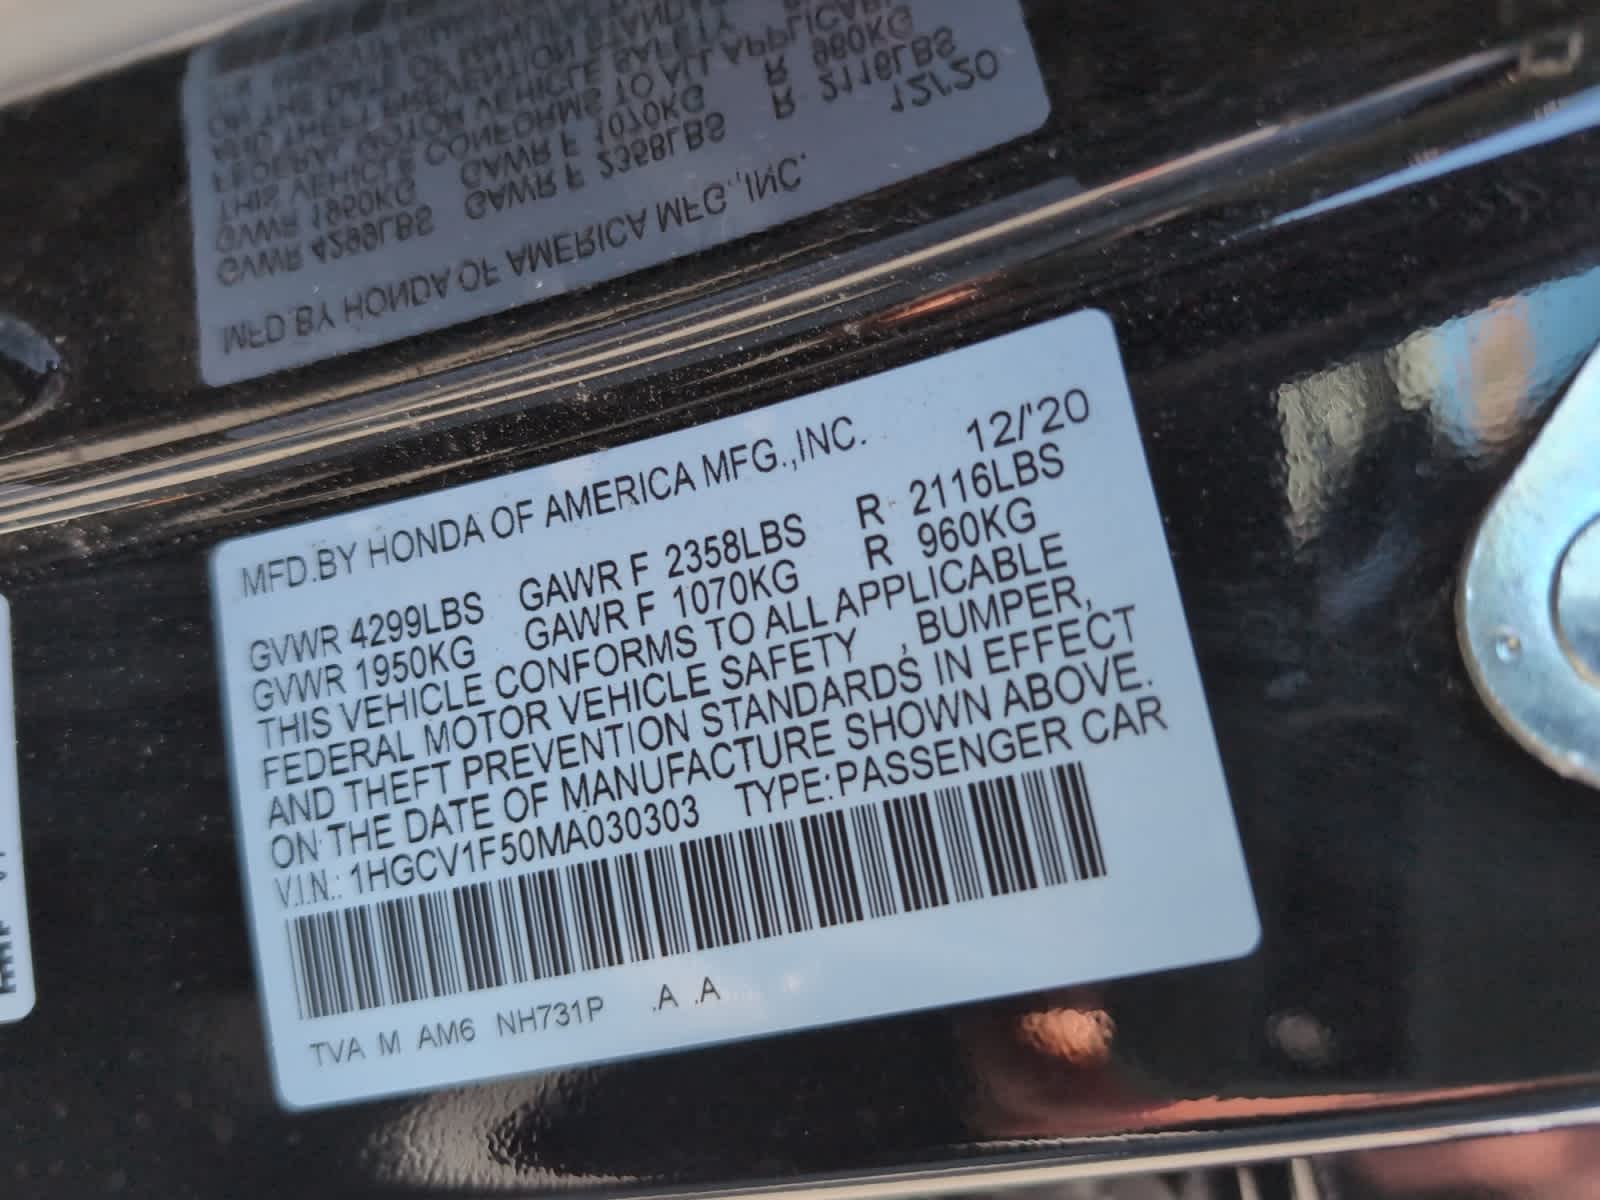 MFD.BY HONDA OF AMERICA MFG.,INC. 12/'20
GVWR 4299LBS GAWR F 2358LBS R 2116LBS
GVWR 1950KG GAWR F 1070KG R 960KG
THIS VEHICLE CONFORMS TO ALL APPLICABLE
FEDERAL MOTOR VEHICLE SAFETY , BUMPER,
AND THEFT PREVENTION STANDARDS IN EFFECT
ON THE DATE OF MANUFACTURE SHOWN ABOVE.
V.I.N.: 1HGCV1F50MA030303 TYPE:PASSENGER CAR
TVA M AM6 NH731P .A .A